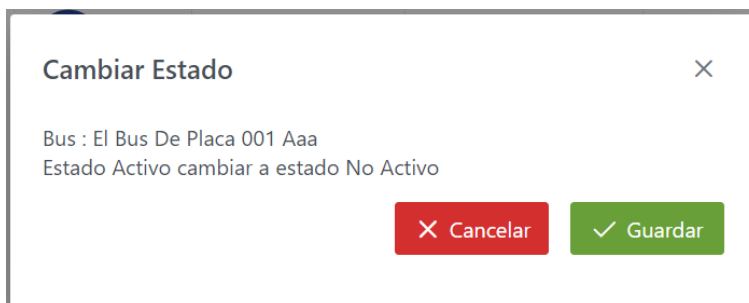 Cambiar Estado
Bus : El Bus De Placa 001 Aaa
Estado Activo cambiar a estado No Activo
Cancelar
Guardar